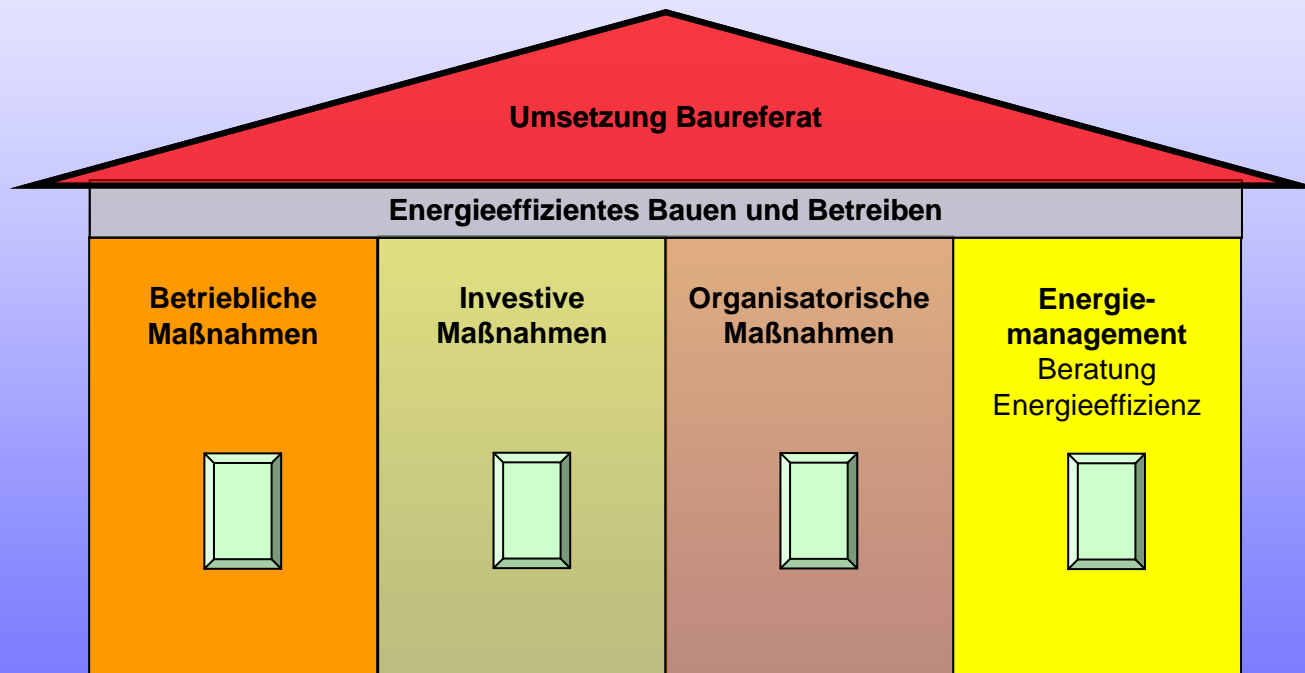 Umsetzung Baureferat
Energieeffizientes Bauen und Betreiben
Betriebliche
Maßnahmen
Investive
Maßnahmen
Organisatorische
Maßnahmen
Energie-
management
Beratung
Energieeffizienz